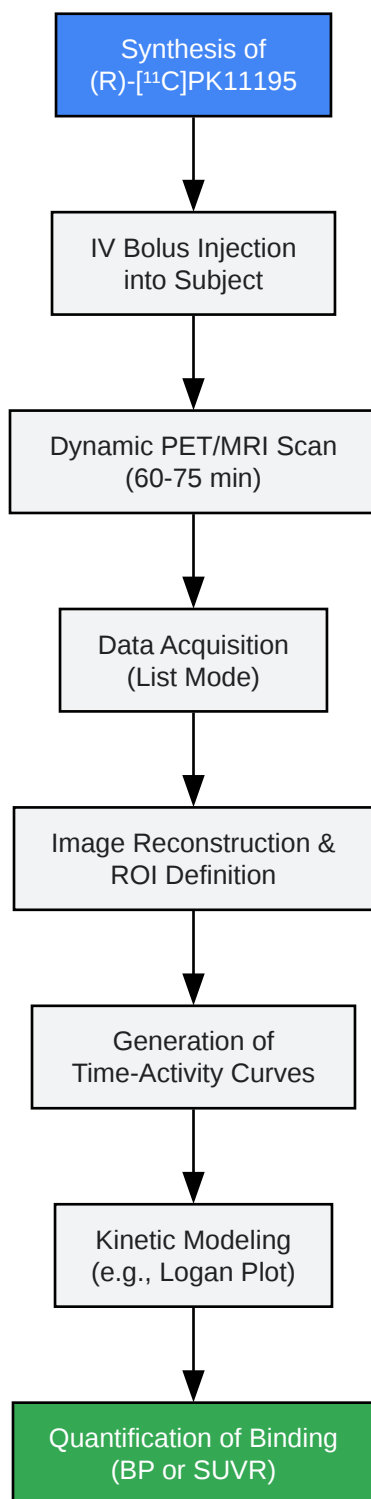 Synthesis of
(R)-[¹¹C]PK11195
IV Bolus Injection
into Subject
Dynamic PET/MRI Scan
(60-75 min)
Data Acquisition
(List Mode)
Image Reconstruction &
ROI Definition
Generation of
Time-Activity Curves
Kinetic Modeling
(e.g., Logan Plot)
Quantification of Binding
(BP or SUVR)